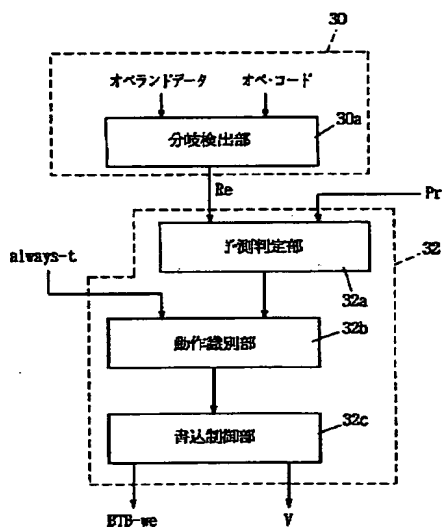 30
オペランドデータ オペ・コード
分岐検出部
30a
Re
Pr
予測判定部
32
always-t
32a
動作識別部
32b
書込制御部
32c
BTB-we
V